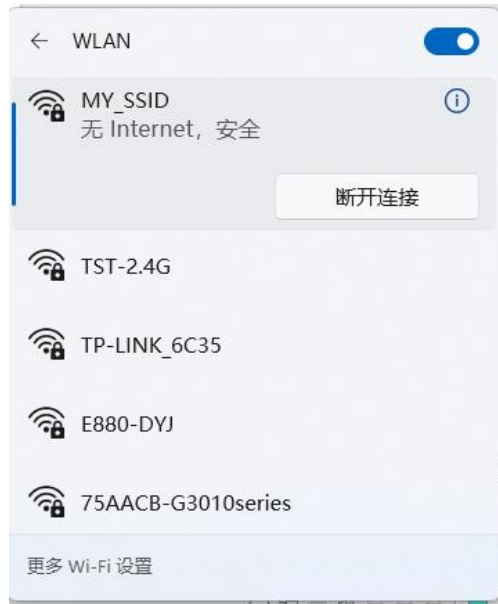 WLAN
MY_SSID
无 Internet，安全
断开连接
TST-2.4G
TP-LINK_6C35
E880-DYJ
75AACB-G3010series
更多 Wi-Fi 设置